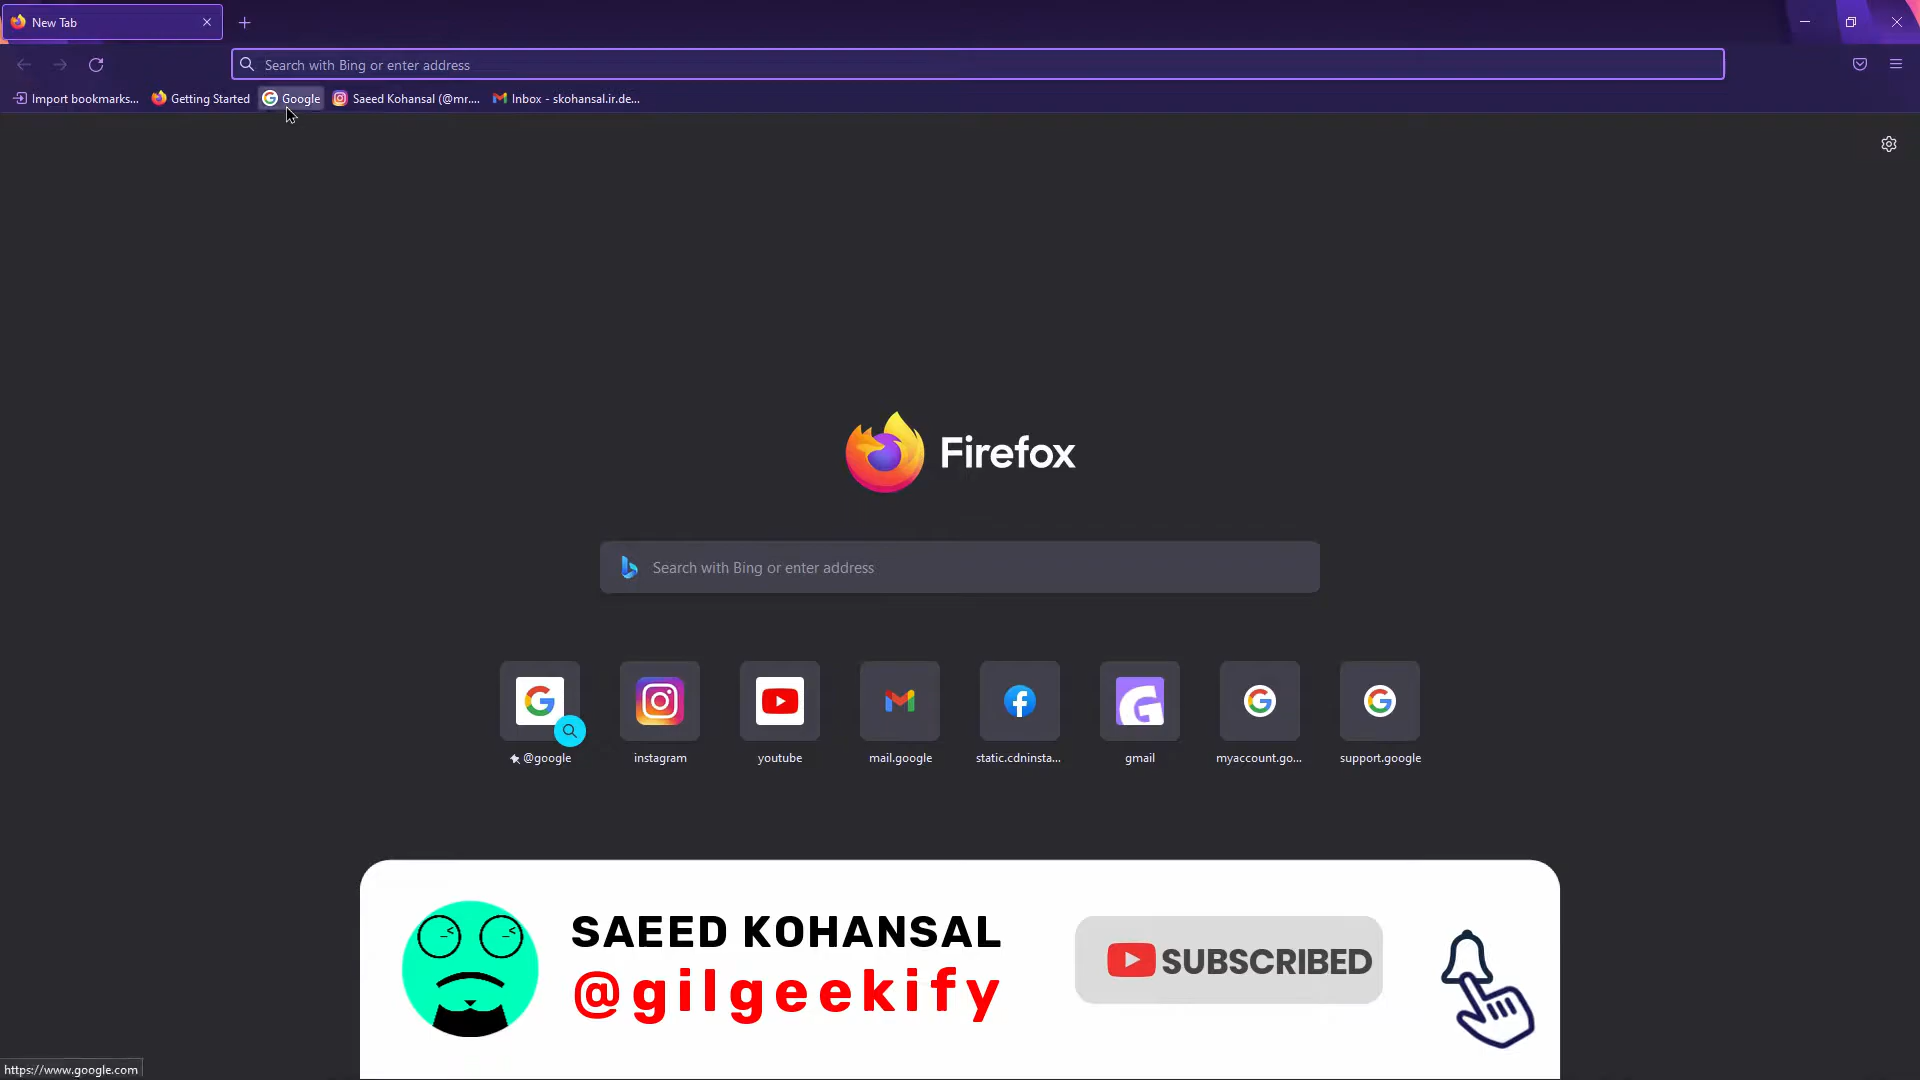 New Tab
Search with Bing or enter address
Import bookmarks...
Getting Started
Google
Saeed Kohansal (@mr....
Inbox - skohansal.ir.de...
Firefox
Search with Bing or enter address
@google
instagram
youtube
mail.google
static.cdninsta...
gmail
myaccount.go...
support.google
SAEED KOHANSAL
@gilgeekify
SUBSCRIBED
https://www.google.com